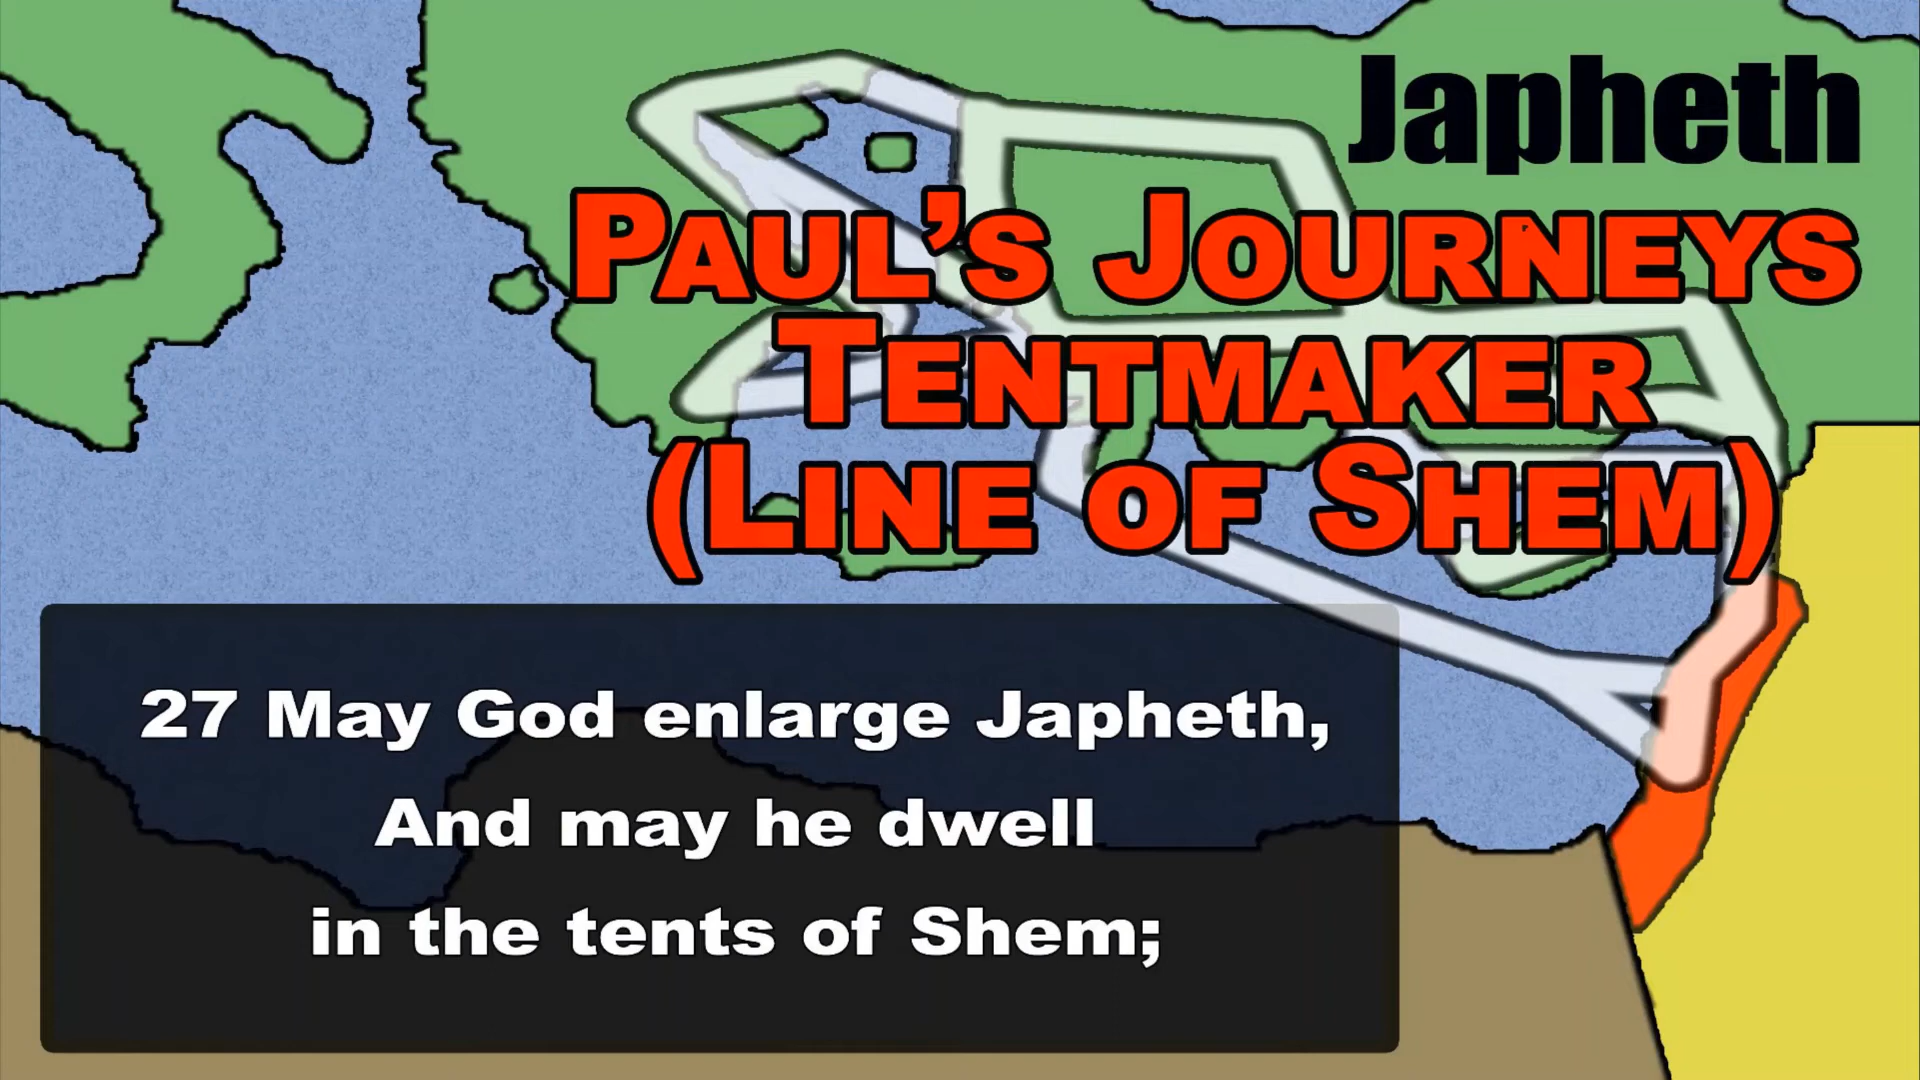 Japheth
PAUL'S JOURNEYS
TENTMAKER
(LINE OF SHEM)
27 May God enlarge Japheth,
And may he dwell
in the tents of Shem;